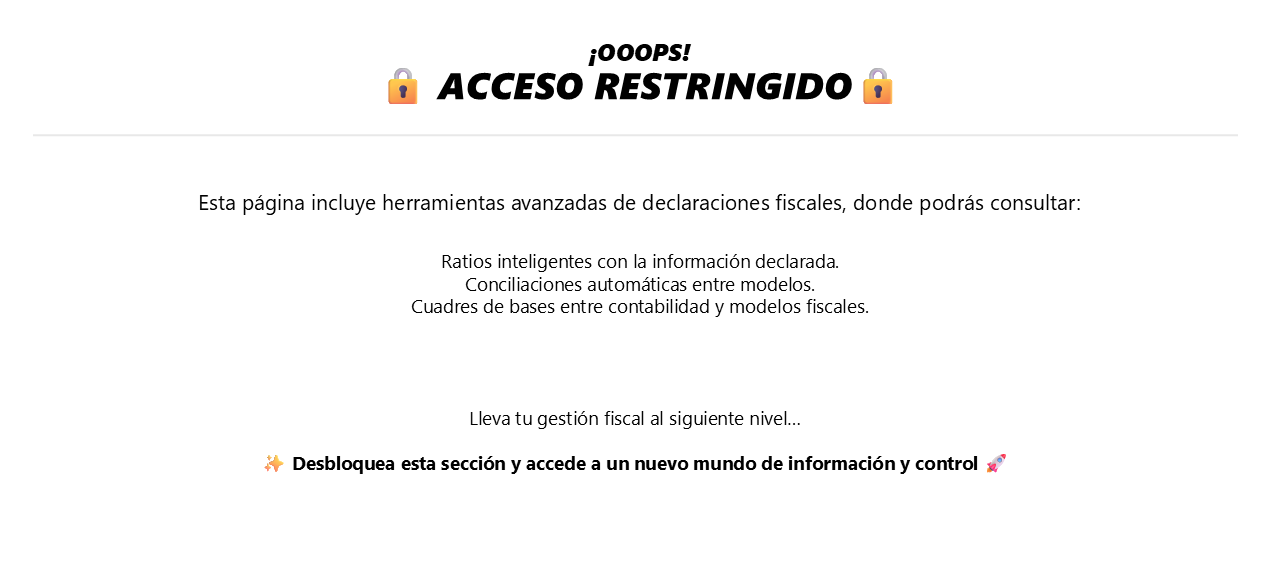 ¡OOOPS!
🔒 ACCESO RESTRINGIDO 🔒
Esta página incluye herramientas avanzadas de declaraciones fiscales, donde podrás consultar:
Ratios inteligentes con la información declarada.
Conciliaciones automáticas entre modelos.
Cuadres de bases entre contabilidad y modelos fiscales.
Lleva tu gestión fiscal al siguiente nivel...
✨ Desbloquea esta sección y accede a un nuevo mundo de información y control 🚀